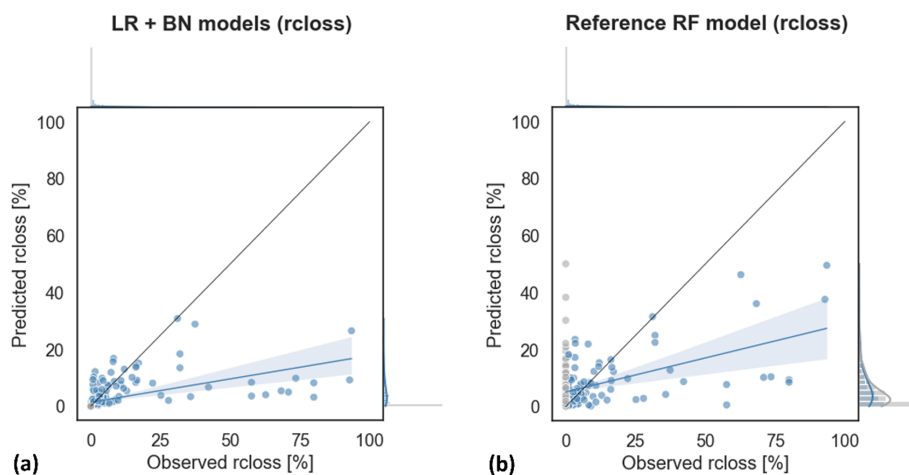 LR + BN models (rcloss)
100
80
60
40
20
0
Predicted rcloss [%]
0 25 50 75 100
Observed rcloss [%]
(a)
Reference RF model (rcloss)
100
80
60
40
20
0
Predicted rcloss [%]
0 25 50 75 100
Observed rcloss [%]
(b)